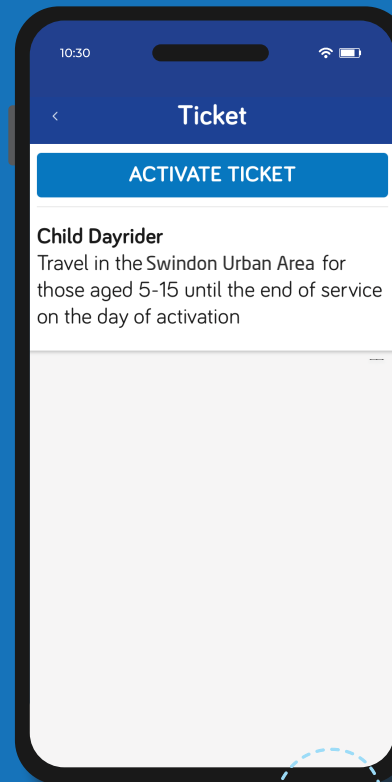 10:30
Ticket
ACTIVATE TICKET
Child Dayrider
Travel in the Swindon Urban Area for
those aged 5-15 until the end of service
on the day of activation